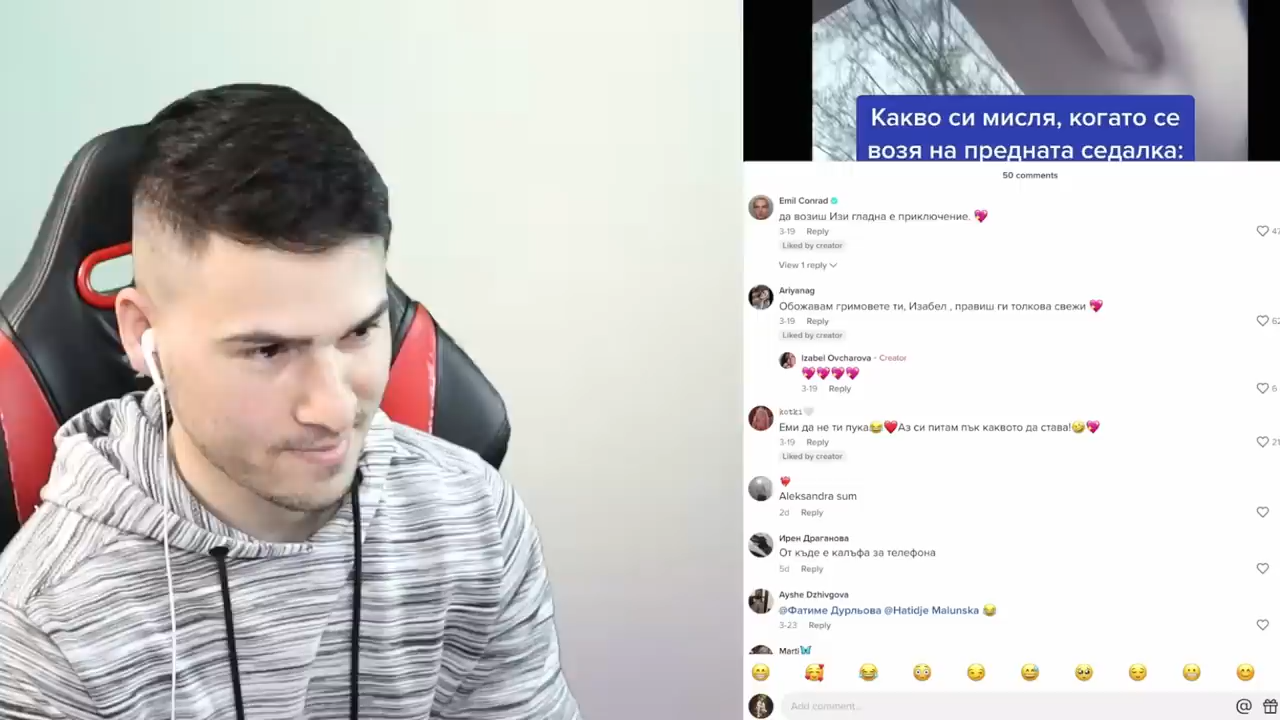 Какво си мисля, когато се
возя на предната седалка:
50 comments
Emil Conrad
да возиш Изи гладна е приключение. 💖
3-19 Reply
47
Liked by creator
View 1 reply
Ariyanag
Обожавам гримовете ти, Изабел , правиш ги толкова свежи 💖
3-19 Reply
62
Liked by creator
Izabel Ovcharova · Creator
💖💖💖💖
3-19 Reply
6
kotki🤍
Еми да не ти пука😂❤️Аз си питам пък каквото да става!🤣💖
3-19 Reply
21
Liked by creator
Aleksandra sum
2d Reply
Ирен Драганова
От къде е калъфа за телефона
5d Reply
Ayshe Dzhivgova
@Фатиме Дурльова @Hatidje Malunska 😂
3-23 Reply
Marti🦋
Add comment...
@